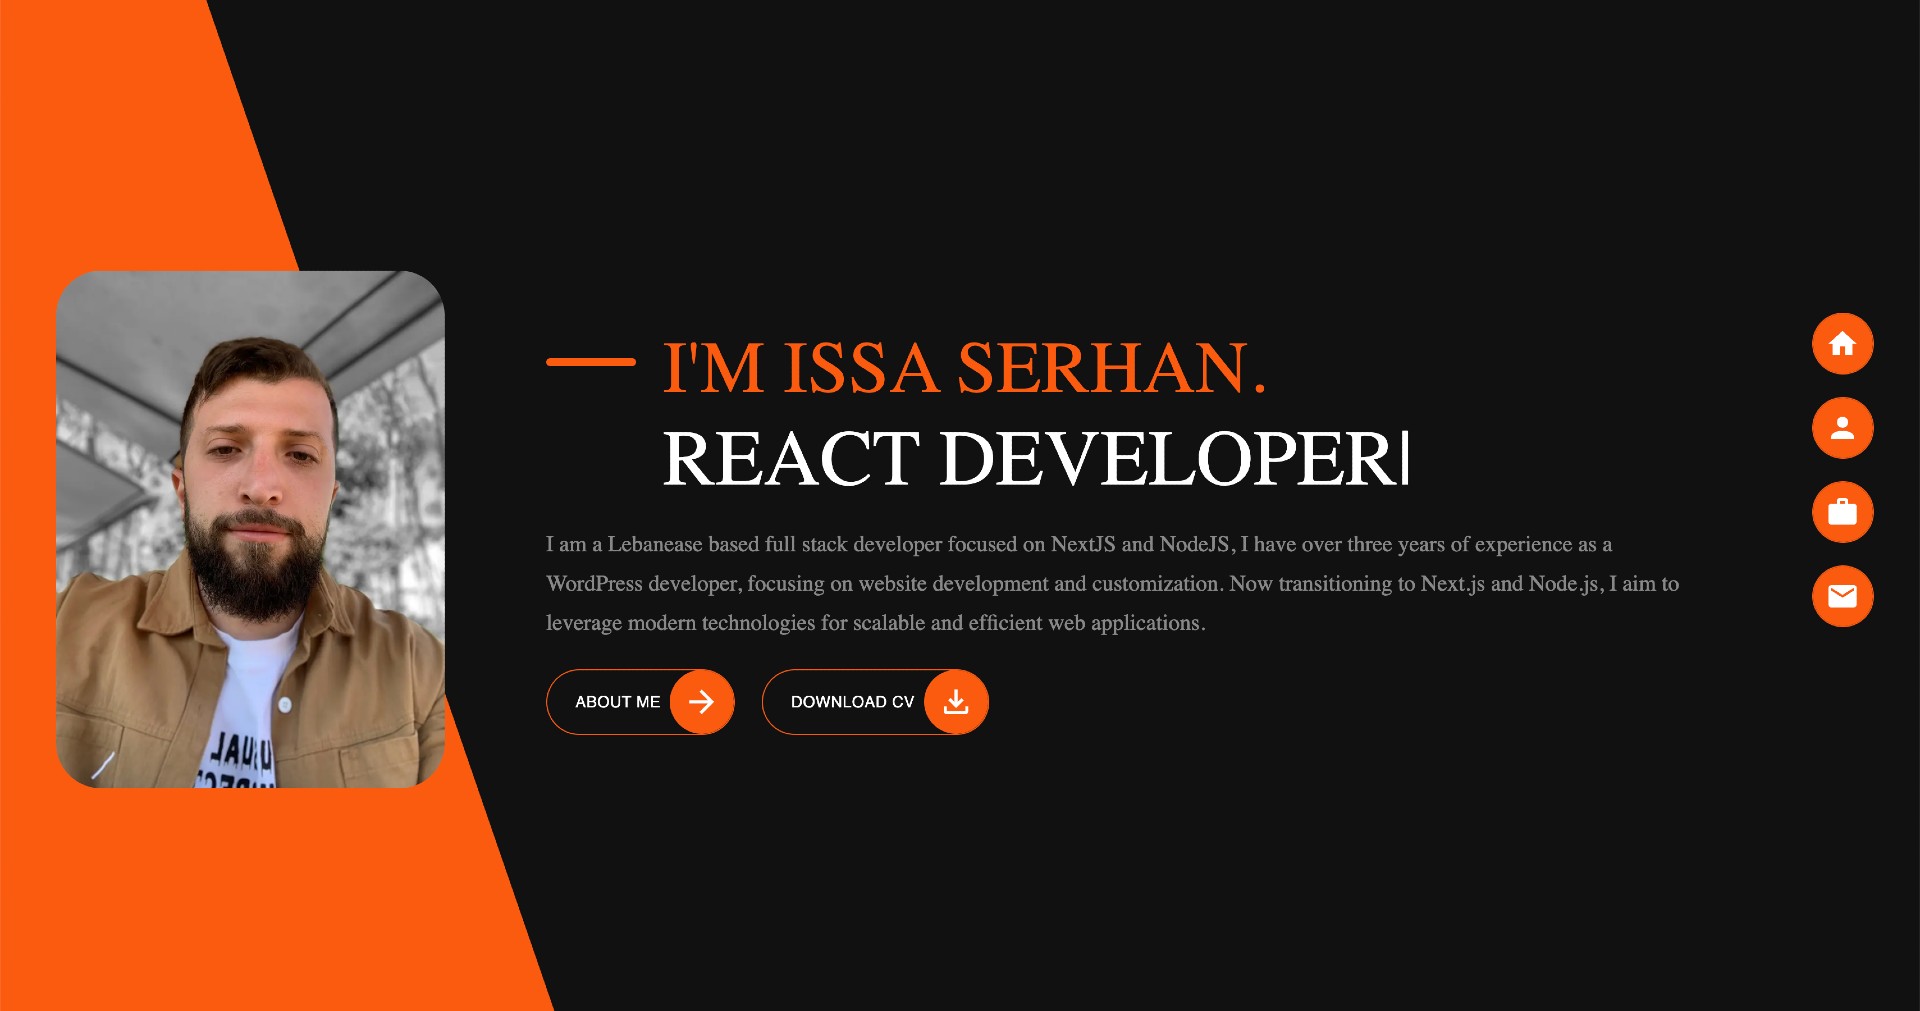 I'M ISSA SERHAN.
REACT DEVELOPER
I am a Lebanease based full stack developer focused on NextJS and NodeJS, I have over three years of experience as a
WordPress developer, focusing on website development and customization. Now transitioning to Next.js and Node.js, I aim to
leverage modern technologies for scalable and efficient web applications.
ABOUT ME
DOWNLOAD CV